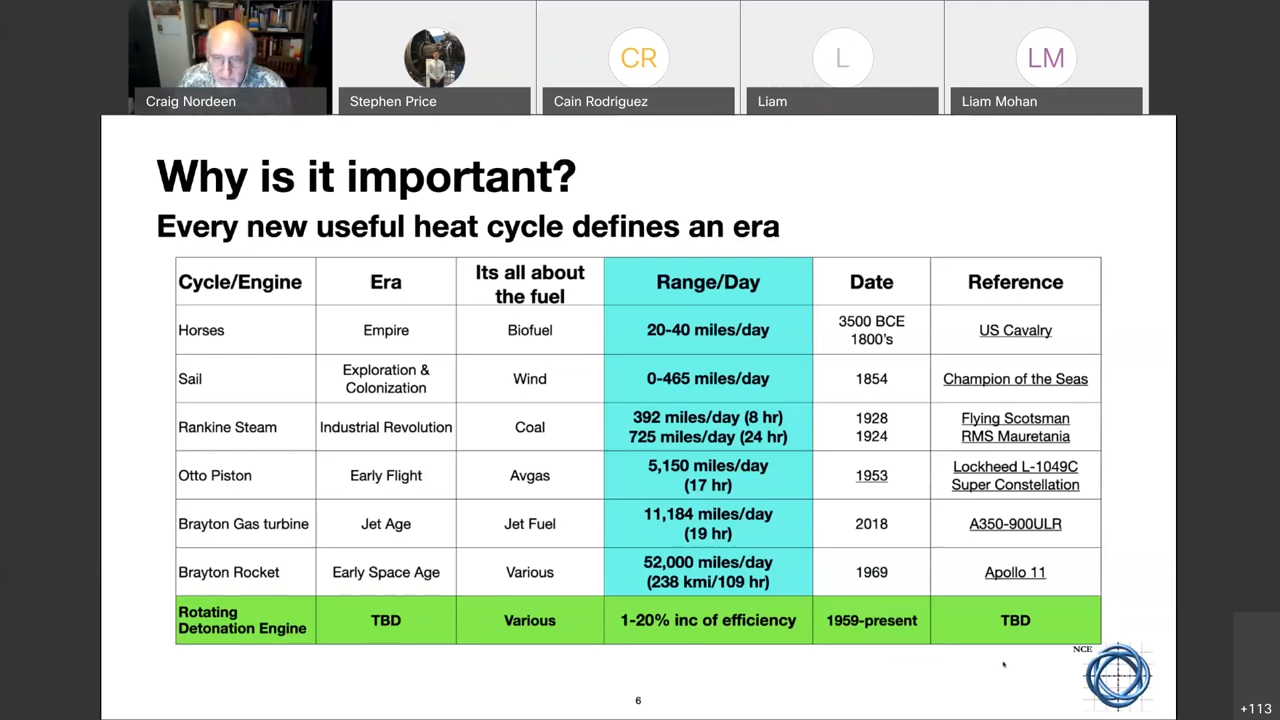 Craig Nordeen
Stephen Price
CR
Cain Rodriguez
L
Liam
LM
Liam Mohan
Why is it important?
Every new useful heat cycle defines an era
Cycle/Engine
Era
Its all about
the fuel
Range/Day
Date
Reference
Horses
Empire
Biofuel
20-40 miles/day
3500 BCE
1800's
US Cavalry
Sail
Exploration &
Colonization
Wind
0-465 miles/day
1854
Champion of the Seas
Rankine Steam
Industrial Revolution
Coal
392 miles/day (8 hr)
725 miles/day (24 hr)
1928
1924
Flying Scotsman
RMS Mauretania
Otto Piston
Early Flight
Avgas
5,150 miles/day
(17 hr)
1953
Lockheed L-1049C
Super Constellation
Brayton Gas turbine
Jet Age
Jet Fuel
11,184 miles/day
(19 hr)
2018
A350-900ULR
Brayton Rocket
Early Space Age
Various
52,000 miles/day
(238 kmi/109 hr)
1969
Apollo 11
Rotating
Detonation Engine
TBD
Various
1-20% inc of efficiency
1959-present
TBD
NCE
6
+113